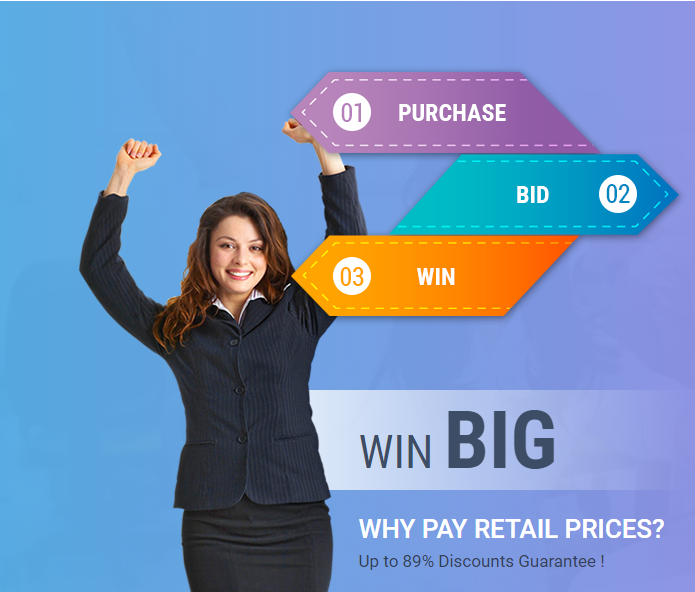 01 PURCHASE
BID 02
03 WIN
WIN BIG
WHY PAY RETAIL PRICES?
Up to 89% Discounts Guarantee !